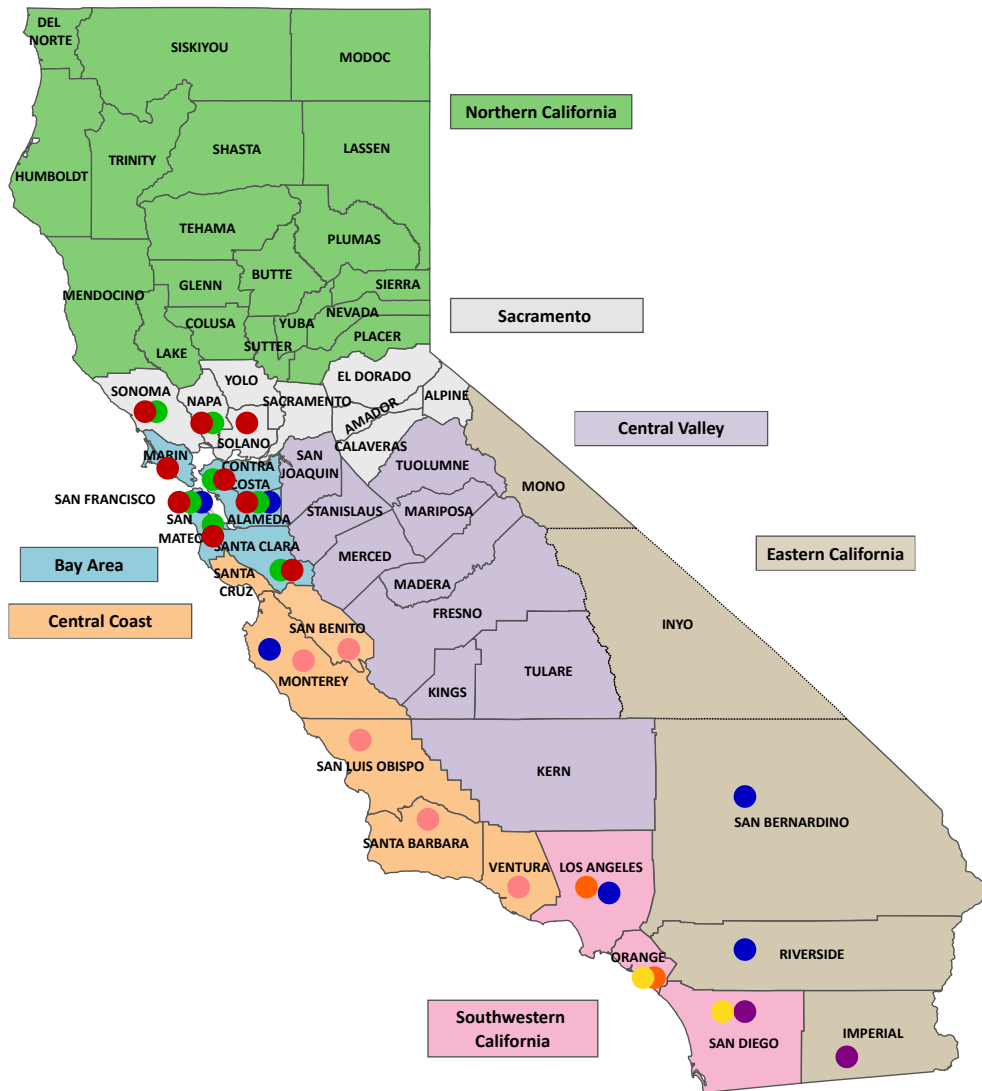 DEL
NORTE
SISKIYOU
MODOC
Northern California
TRINITY
SHASTA
LASSEN
HUMBOLDT
TEHAMA
PLUMAS
BUTTE
GLENN
SIERRA
MENDOCINO
NEVADA
COLUSA
YUBA
Sacramento
PLACER
SUTTER
LAKE
EL DORADO
YOLO
SONOMA
NAPA
SACRAMENTO
ALPINE
AMADOR
Central Valley
SOLANO
CALAVERAS
MARIN
SAN
JOAQUIN
CONTRA
COSTA
TUOLUMNE
MONO
SAN FRANCISCO
STANISLAUS
MARIPOSA
SAN
MATEO
ALAMEDA
SANTA CLARA
MERCED
Eastern California
Bay Area
SANTA
CRUZ
MADERA
FRESNO
Central Coast
SAN BENITO
INYO
TULARE
MONTEREY
KINGS
SAN LUIS OBISPO
KERN
SAN BERNARDINO
SANTA BARBARA
VENTURA
LOS ANGELES
ORANGE
RIVERSIDE
Southwestern
California
SAN DIEGO
IMPERIAL